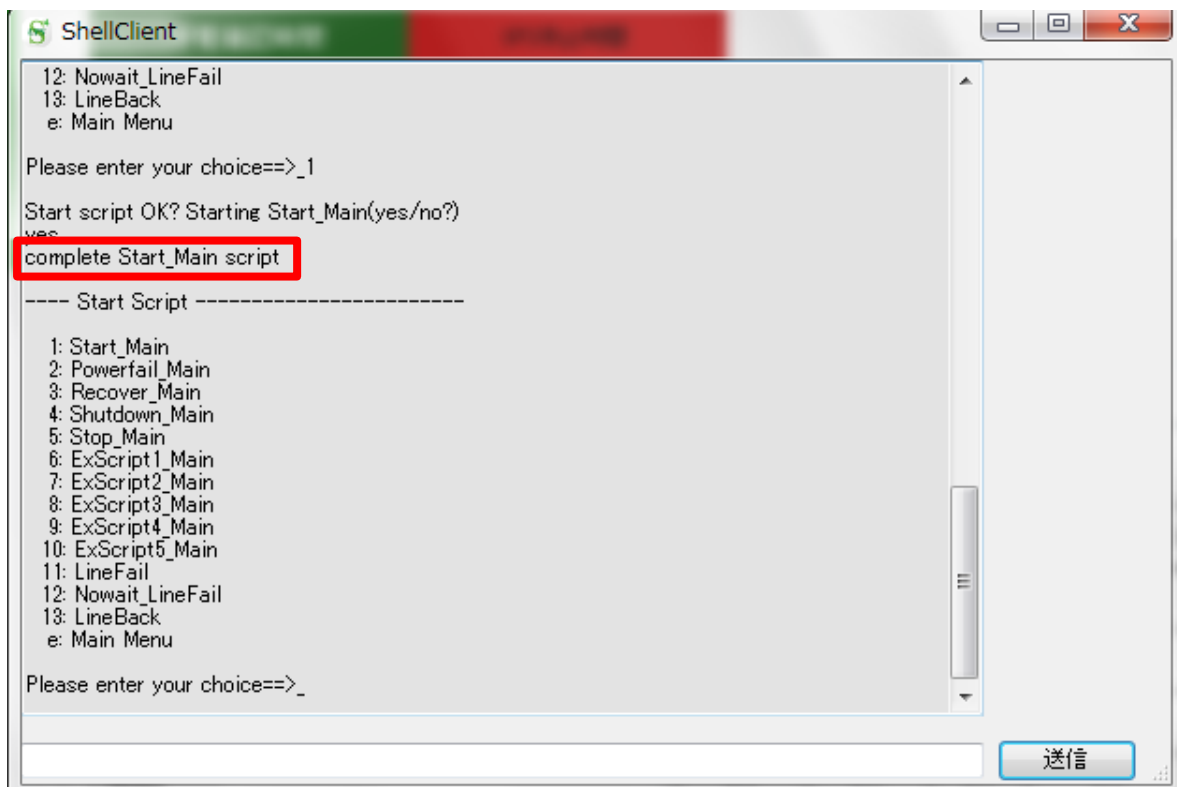 ShellClient
12: Nowait_LineFail
13: LineBack
e: Main Menu
Please enter your choice==>_1
Start script OK? Starting Start_Main(yes/no?)
yes
complete Start_Main script
---- Start Script ------------------------
1: Start_Main
2: Powerfail_Main
3: Recover_Main
4: Shutdown_Main
5: Stop_Main
6: ExScript1_Main
7: ExScript2_Main
8: ExScript3_Main
9: ExScript4_Main
10: ExScript5_Main
11: LineFail
12: Nowait_LineFail
13: LineBack
e: Main Menu
Please enter your choice==>_
送信